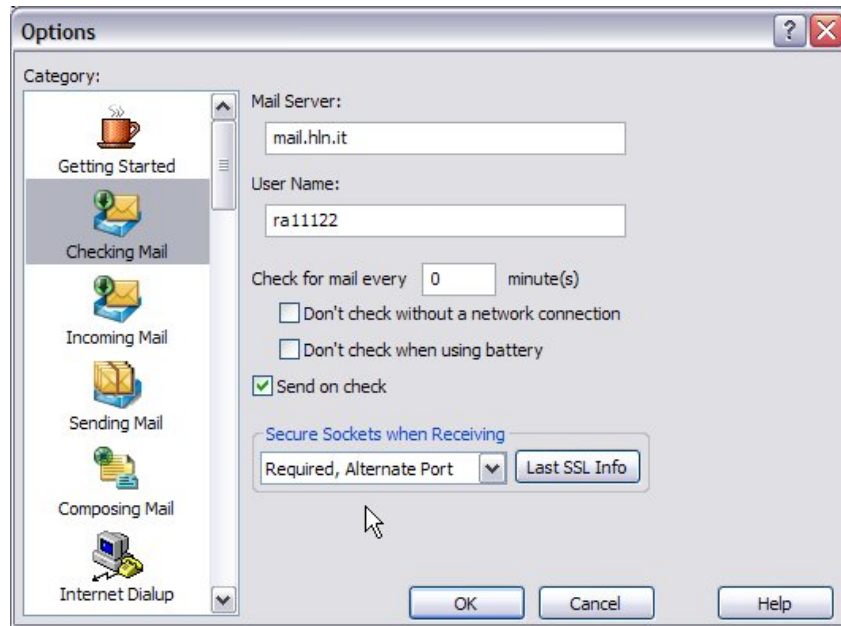 Options
Category:
Getting Started
Checking Mail
Incoming Mail
Sending Mail
Composing Mail
Internet Dialup
Mail Server:
mail.hln.it
User Name:
ra11122
Check for mail every 0 minute(s)
Don't check without a network connection
Don't check when using battery
Send on check
Secure Sockets when Receiving
Required, Alternate Port Last SSL Info
OK Cancel Help